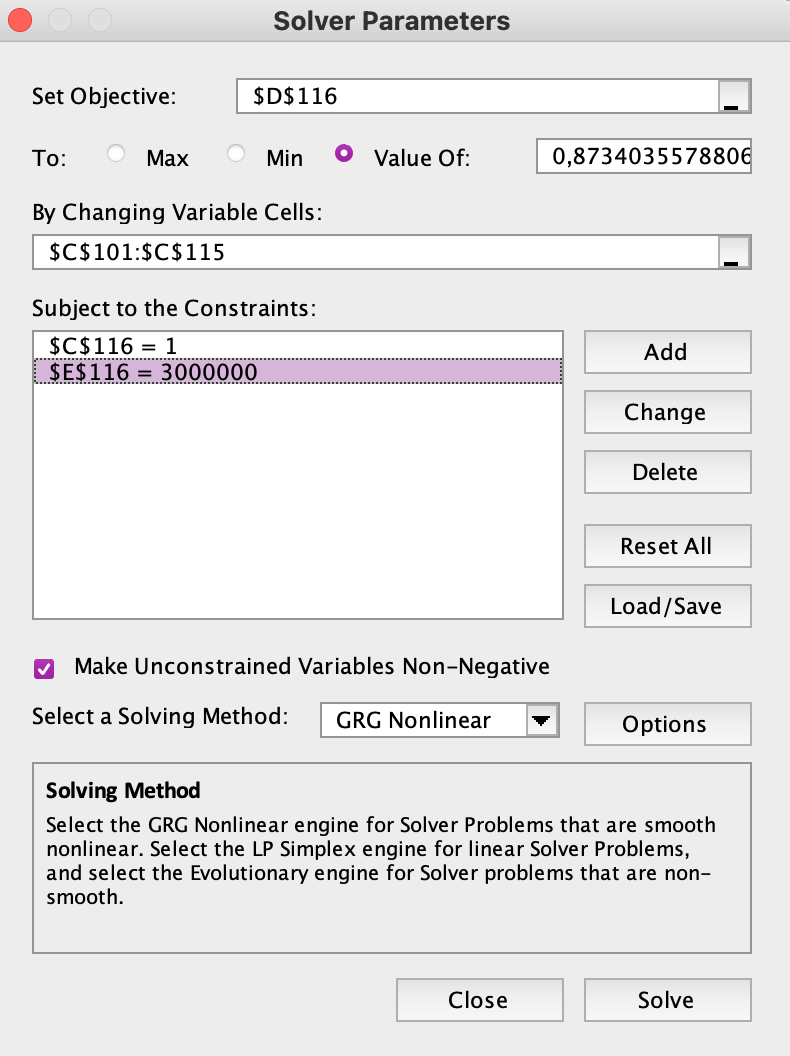 Solver Parameters
Set Objective: $D$116
To: Max Min Value Of: 0,8734035578806
By Changing Variable Cells:
$C$101:$C$115
Subject to the Constraints:
$C$116 = 1
$E$116 = 3000000
Add
Change
Delete
Reset All
Load/Save
Make Unconstrained Variables Non-Negative
Select a Solving Method: GRG Nonlinear Options
Solving Method
Select the GRG Nonlinear engine for Solver Problems that are smooth
nonlinear. Select the LP Simplex engine for linear Solver Problems,
and select the Evolutionary engine for Solver problems that are non-
smooth.
Close Solve